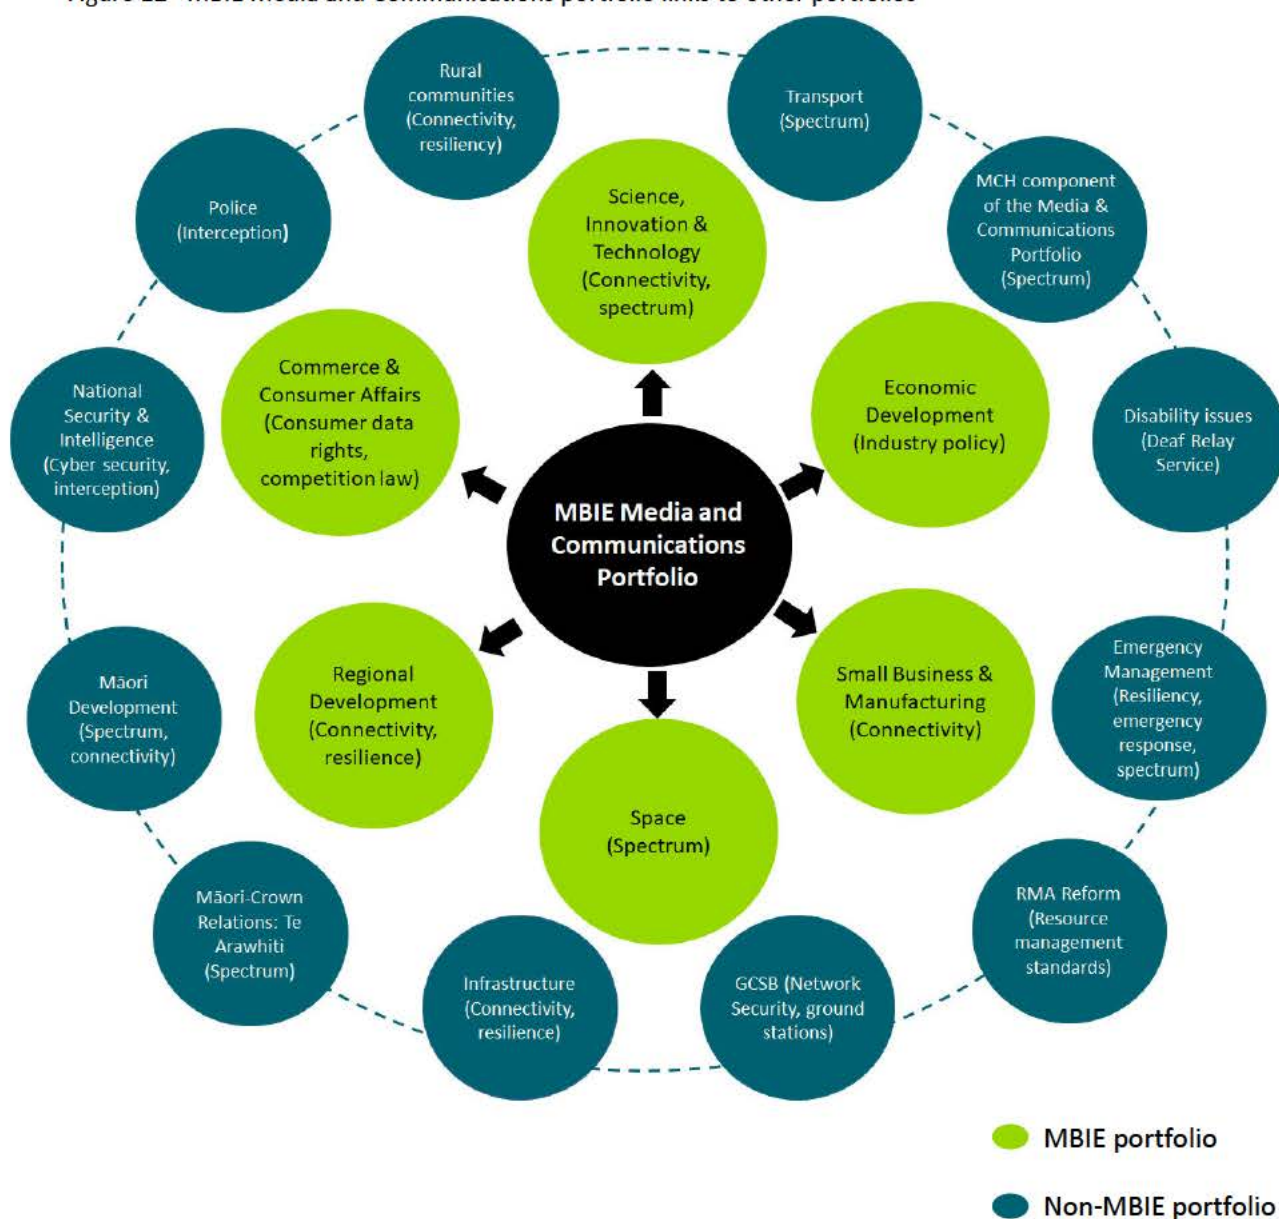 Rural
communities
(Connectivity,
resiliency)
Transport
(Spectrum)
MCH component
of the Media &
Communications
Portfolio
(Spectrum)
Police
(Interception)
Science,
Innovation &
Technology
(Connectivity,
spectrum)
Commerce &
Consumer Affairs
(Consumer data
rights,
competition law)
Economic
Development
(Industry policy)
National
Security &
Intelligence
(Cyber security,
interception)
Disability issues
(Deaf Relay
Service)
MBIE Media and
Communications
Portfolio
Māori
Development
(Spectrum,
connectivity)
Regional
Development
(Connectivity,
resilience)
Small Business &
Manufacturing
(Connectivity)
Emergency
Management
(Resiliency,
emergency
response,
spectrum)
Space
(Spectrum)
Māori-Crown
Relations: Te
Arawhiti
(Spectrum)
Infrastructure
(Connectivity,
resilience)
GCSB (Network
Security, ground
stations)
RMA Reform
(Resource
management
standards)
MBIE portfolio
Non-MBIE portfolio